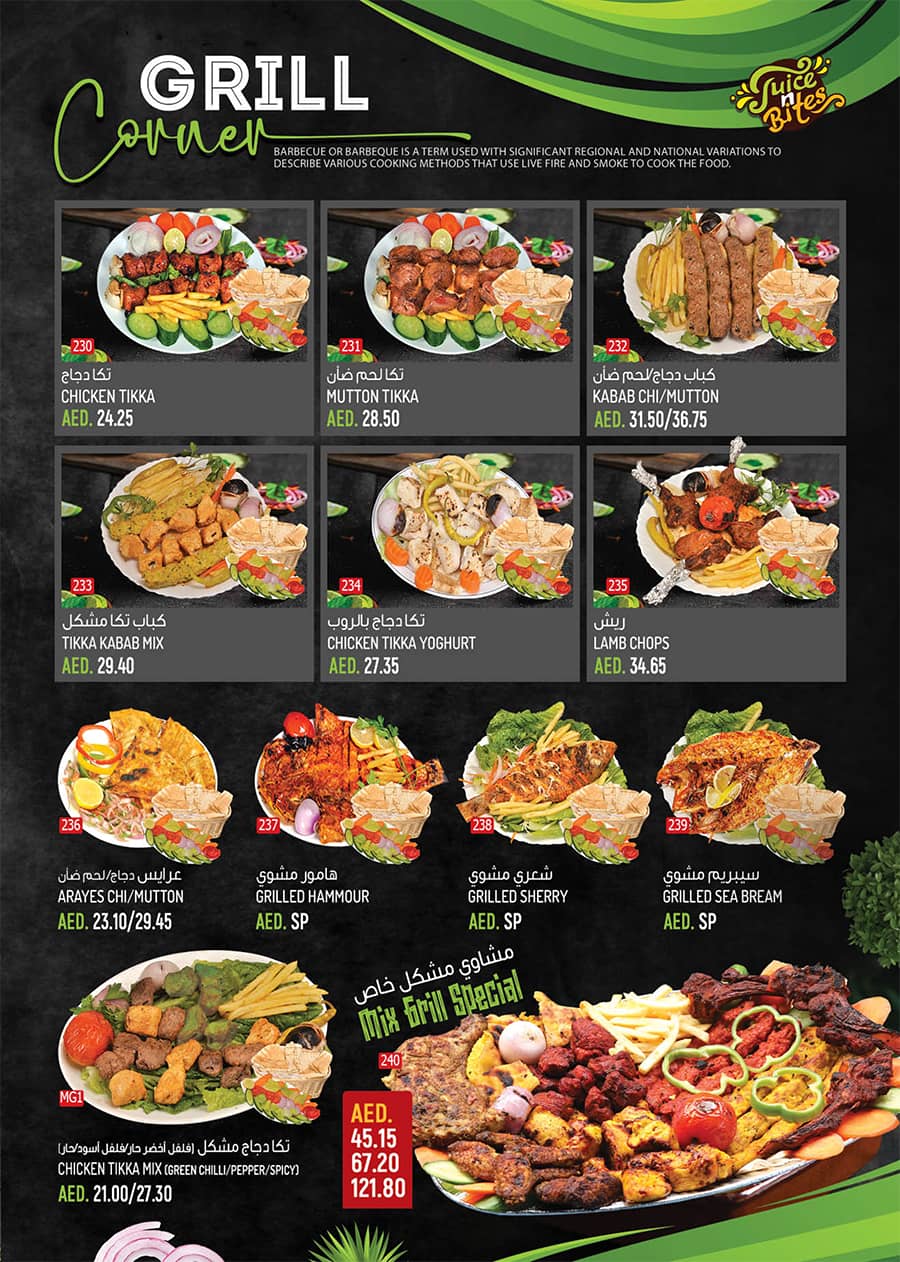 GRILL
Corner
Juice
n
Bites
BARBECUE OR BARBEQUE IS A TERM USED WITH SIGNIFICANT REGIONAL AND NATIONAL VARIATIONS TO
DESCRIBE VARIOUS COOKING METHODS THAT USE LIVE FIRE AND SMOKE TO COOK THE FOOD.
230
تكا دجاج
CHICKEN TIKKA
AED. 24.25
231
تكا لحم ضأن
MUTTON TIKKA
AED. 28.50
232
كباب دجاج/لحم ضأن
KABAB CHI/MUTTON
AED. 31.50/36.75
233
كباب تكا مشكل
TIKKA KABAB MIX
AED. 29.40
234
تكا دجاج بالروب
CHICKEN TIKKA YOGHURT
AED. 27.35
235
ريش
LAMB CHOPS
AED. 34.65
236
عرايس دجاج/لحم ضأن
ARAYES CHI/MUTTON
AED. 23.10/29.45
237
هامور مشوي
GRILLED HAMMOUR
AED. SP
238
شعري مشوي
GRILLED SHERRY
AED. SP
239
سيبريم مشوي
GRILLED SEA BREAM
AED. SP
MG1
تكا دجاج مشكل (فلفل أخضر حار/فلفل أسود/حار)
CHICKEN TIKKA MIX (GREEN CHILLI/PEPPER/SPICY)
AED. 21.00/27.30
مشاوي مشكل خاص
Mix Grill Special
240
AED.
45.15
67.20
121.80